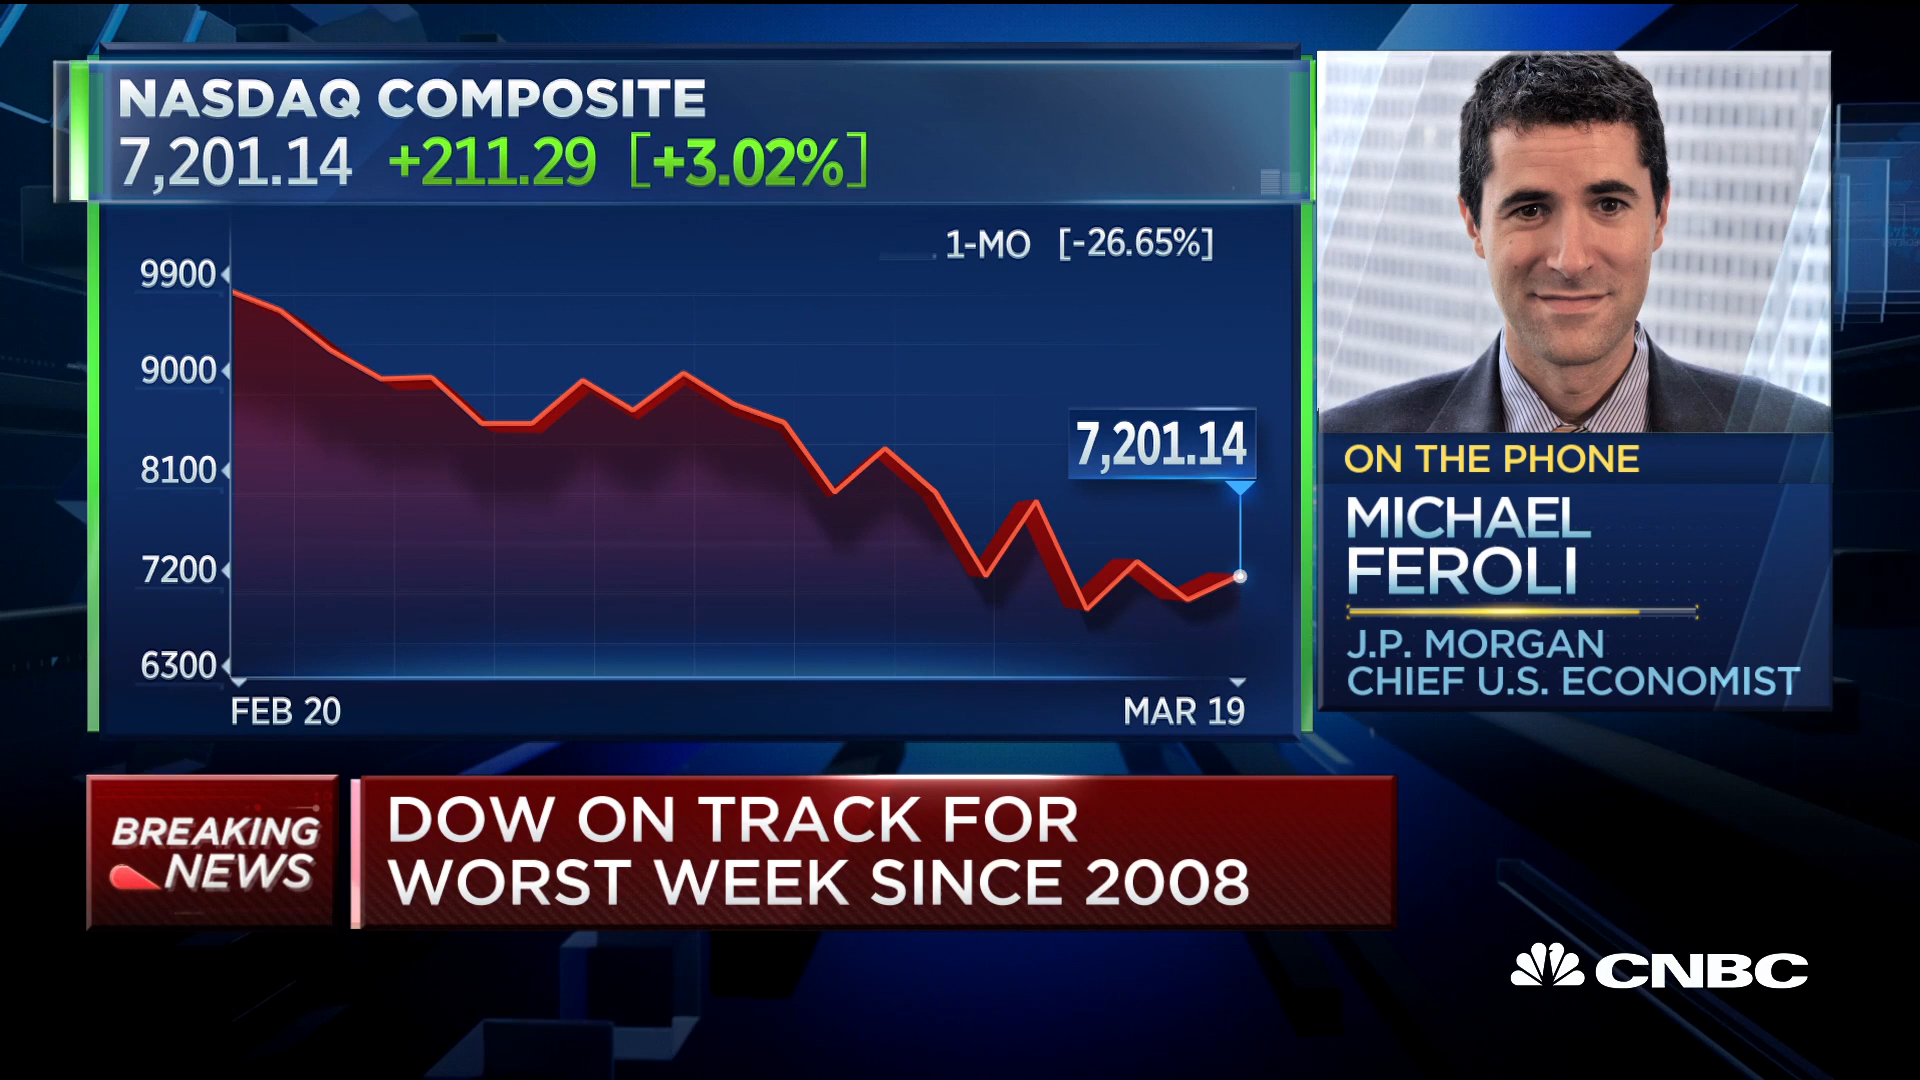 NASDAQ COMPOSITE
7,201.14 +211.29 [+3.02%]
1-MO [-26.65%]
9900
9000
8100
7200
6300
7,201.14
FEB 20
MAR 19
ON THE PHONE
MICHAEL
FEROLI
J.P. MORGAN
CHIEF U.S. ECONOMIST
BREAKING
NEWS
DOW ON TRACK FOR
WORST WEEK SINCE 2008
CNBC